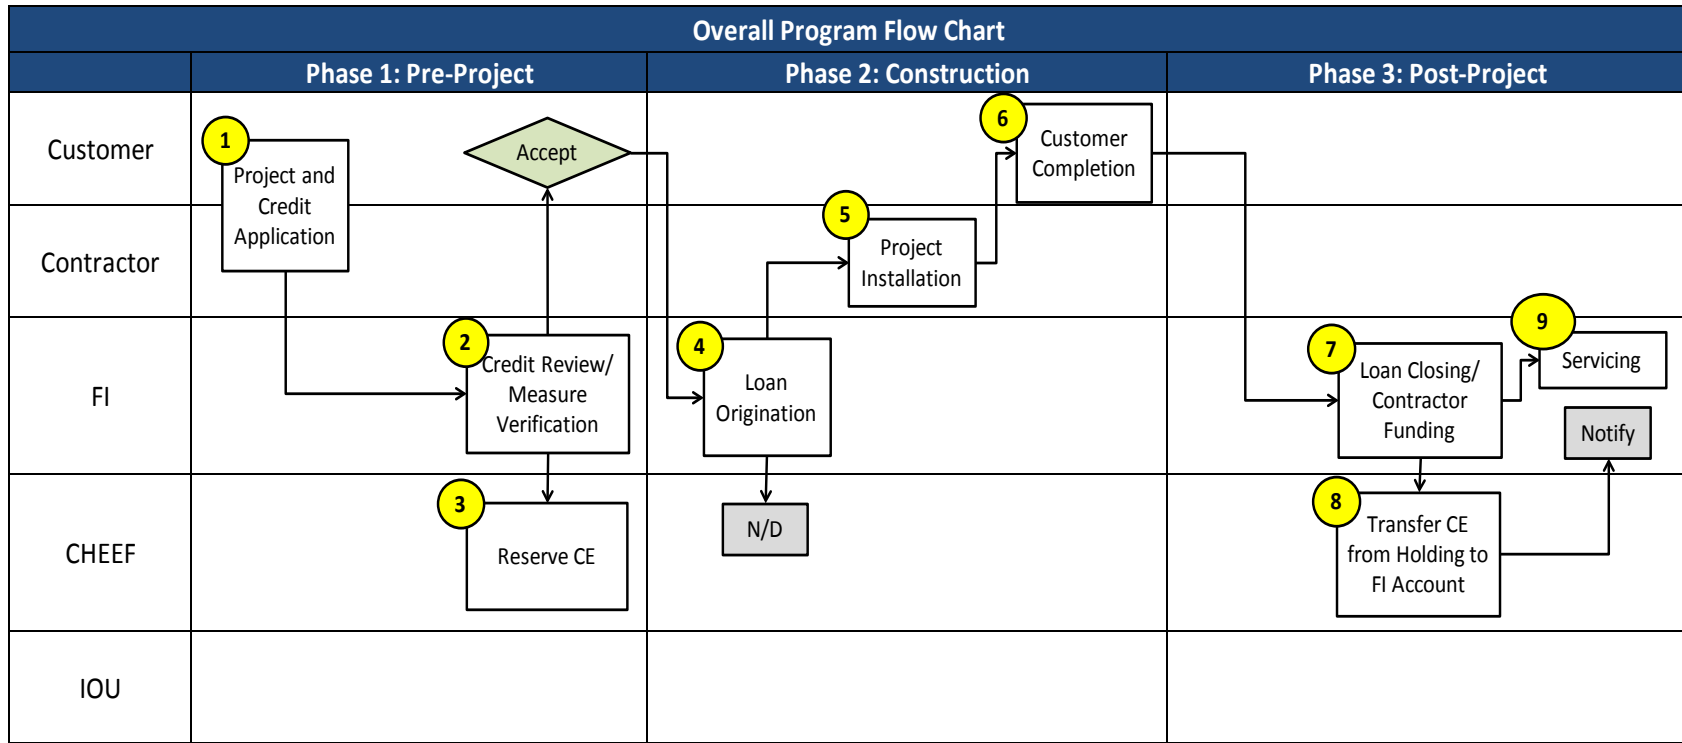 Overall Program Flow Chart
Phase 1: Pre-Project
Phase 2: Construction
Phase 3: Post-Project
Customer
1
Project and
Credit
Application
Accept
6
Customer
Completion
Contractor
5
Project
Installation
FI
2
Credit Review/
Measure
Verification
4
Loan
Origination
7
Loan Closing/
Contractor
Funding
9
Servicing
Notify
CHEEF
3
Reserve CE
N/D
8
Transfer CE
from Holding to
FI Account
IOU